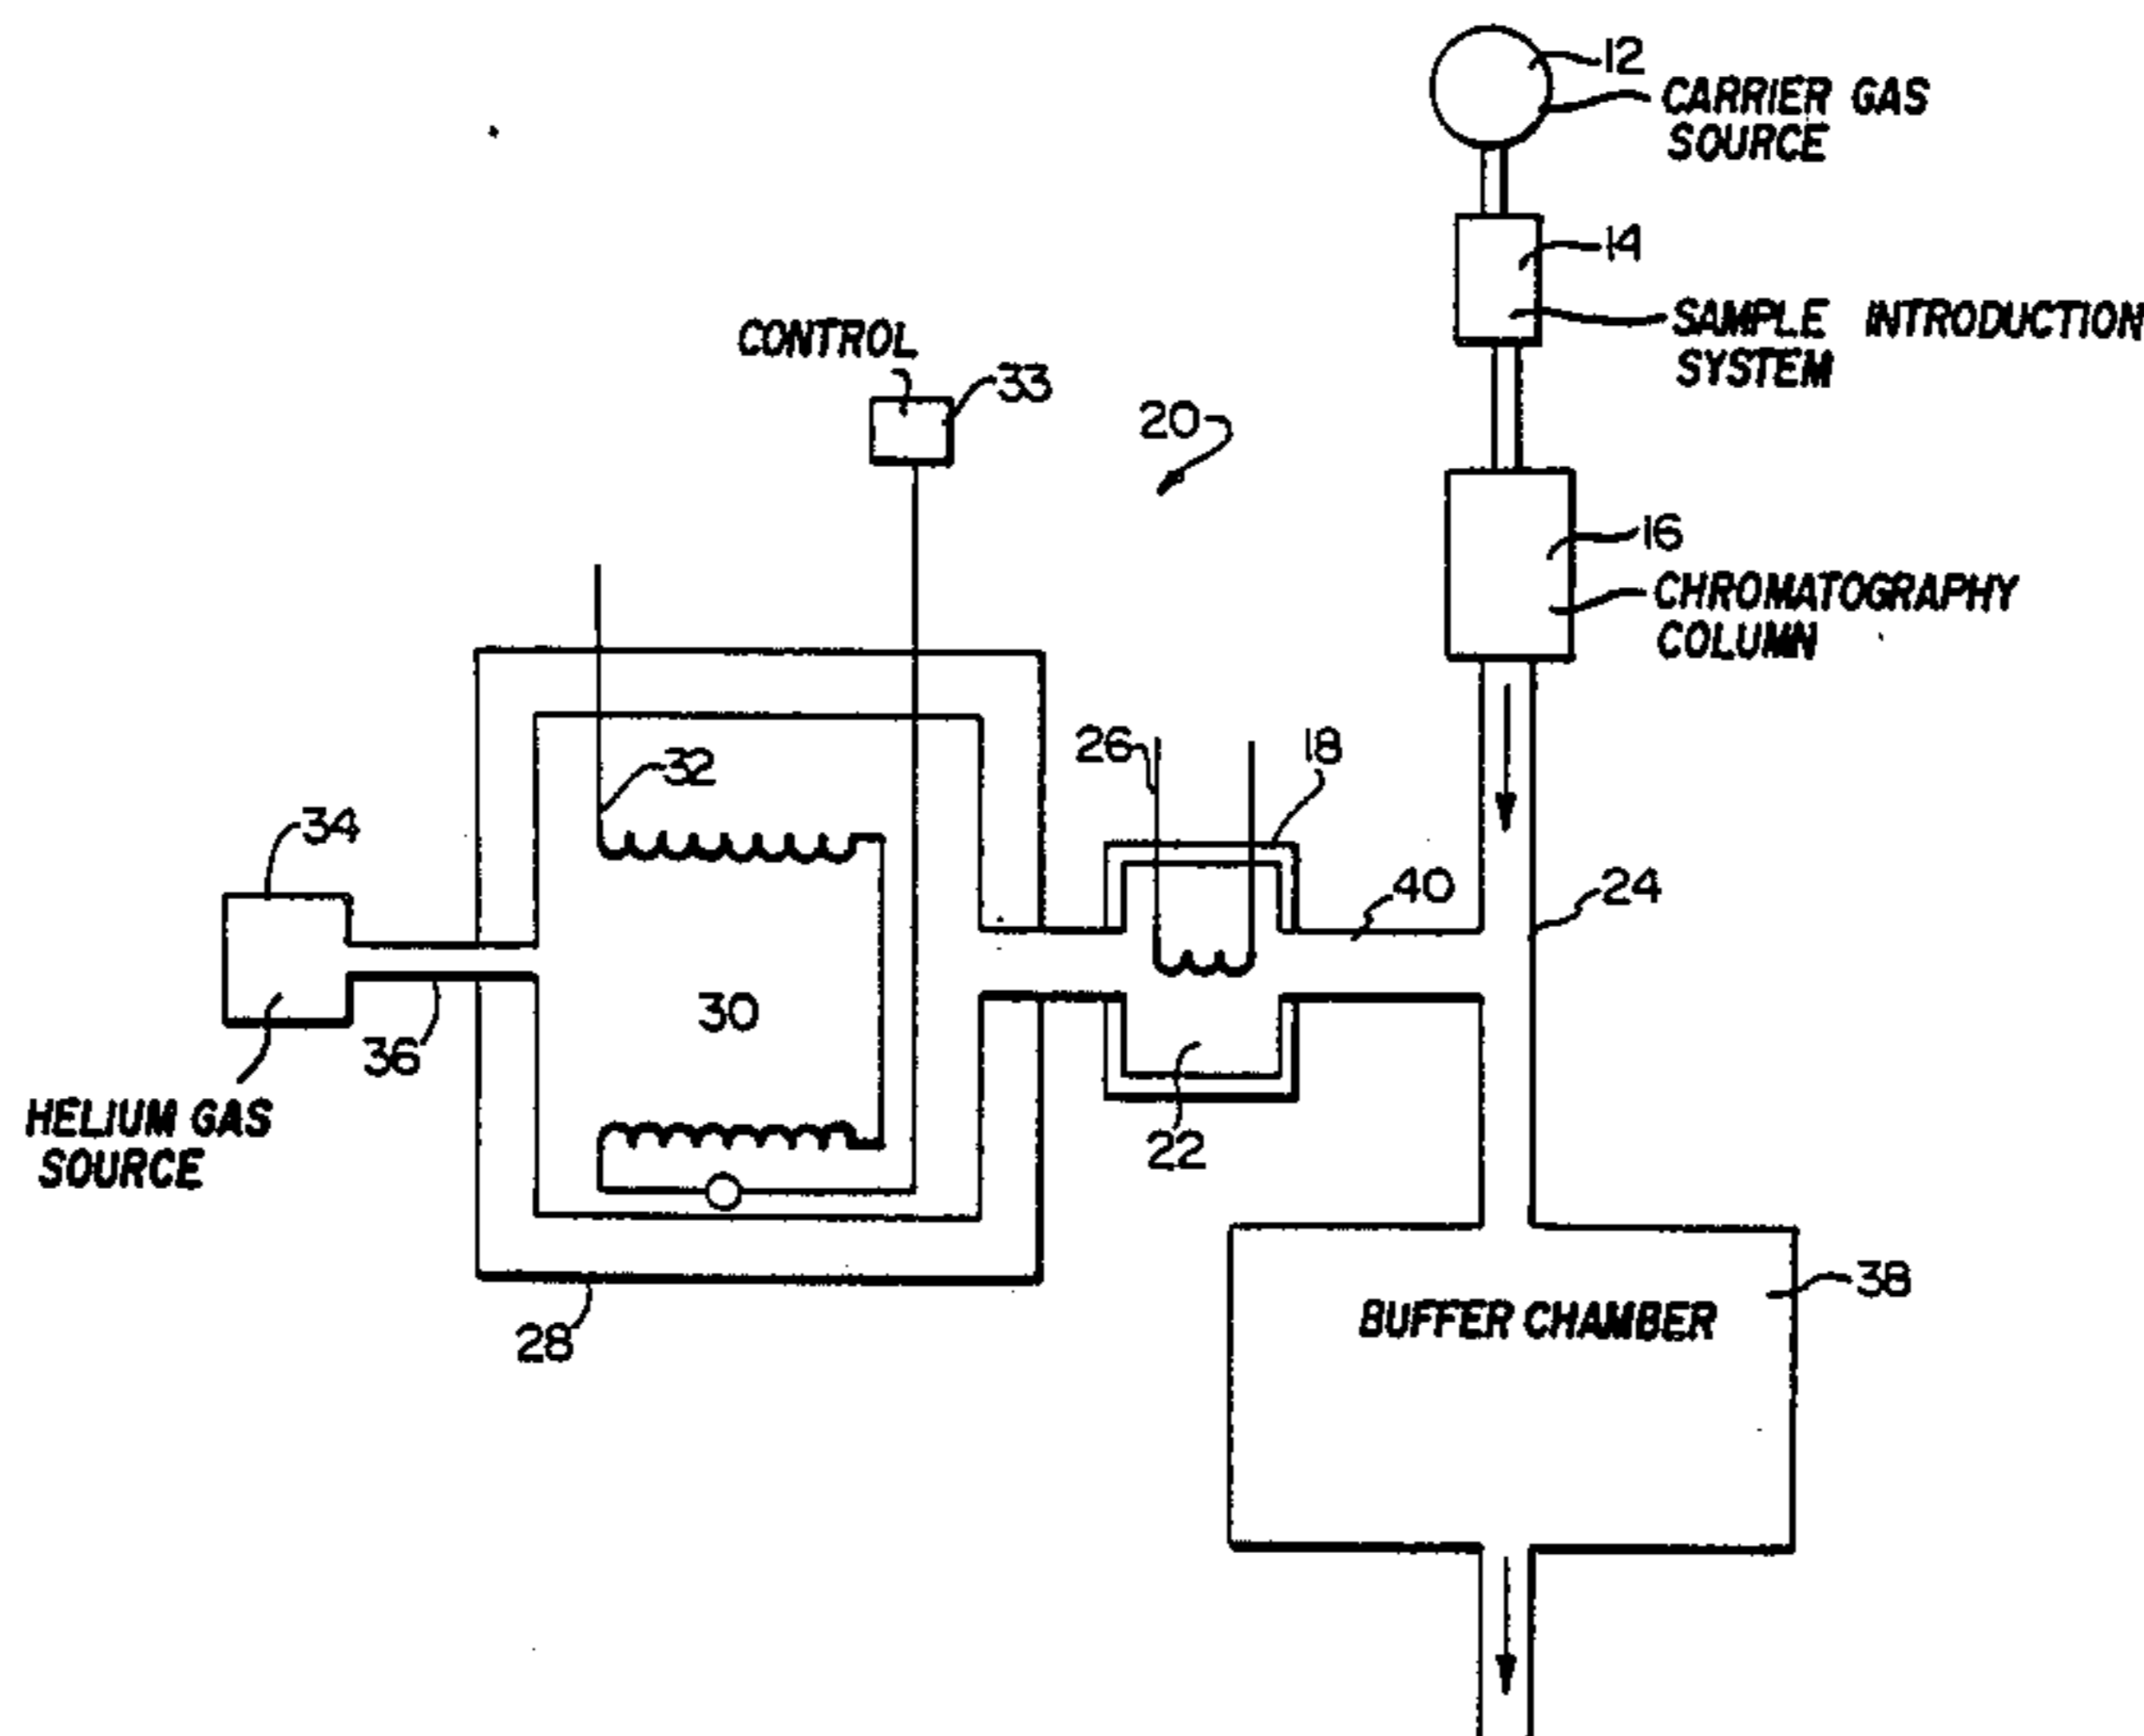 12
CARRIER GAS
SOURCE
14
SAMPLE INTRODUCTION
SYSTEM
CONTROL
33
20
16
CHROMATOGRAPHY
COLUMN
32
26
18
34
40
24
30
36
22
HELIUM GAS
SOURCE
38
BUFFER CHAMBER
28